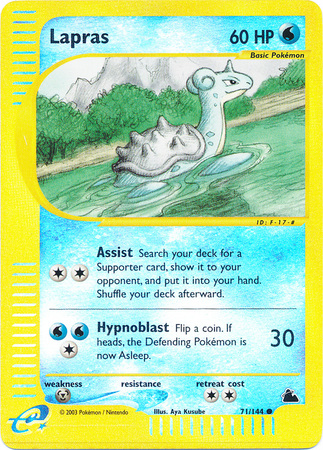 Lapras 60 HP
Basic Pokémon
ID: F-17-#
Assist Search your deck for a
Supporter card, show it to your
opponent, and put it into your hand.
Shuffle your deck afterward.
Hypnoblast Flip a coin. If
heads, the Defending Pokémon is
now Asleep.
30
weakness resistance retreat cost
© 2003 Pokémon / Nintendo Illus. Aya Kusube 71/144
e